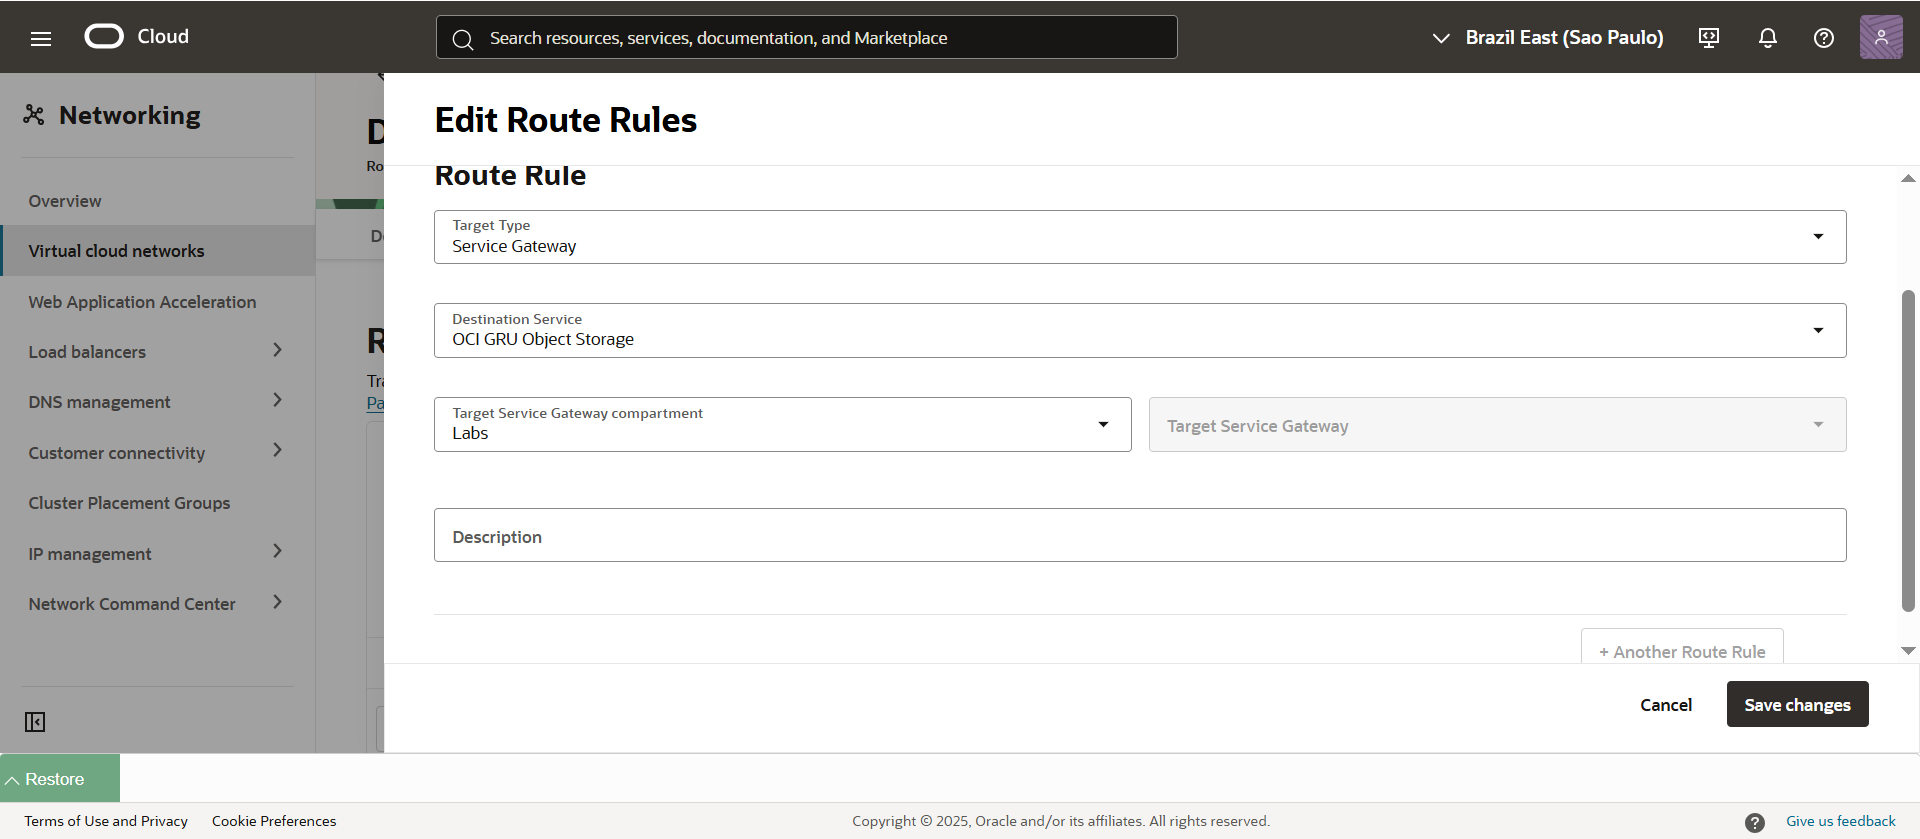 Cloud
Search resources, services, documentation, and Marketplace
Brazil East (Sao Paulo)
Networking
Overview
Virtual cloud networks
Web Application Acceleration
Load balancers
DNS management
Customer connectivity
Cluster Placement Groups
IP management
Network Command Center
D
Ro
De
R
Tra
Pa
Edit Route Rules
Route Rule
Target Type
Service Gateway
Destination Service
OCI GRU Object Storage
Target Service Gateway compartment
Labs
Target Service Gateway
Description
+ Another Route Rule
Cancel
Save changes
Restore
Terms of Use and Privacy
Cookie Preferences
Copyright © 2025, Oracle and/or its affiliates. All rights reserved.
Give us feedback